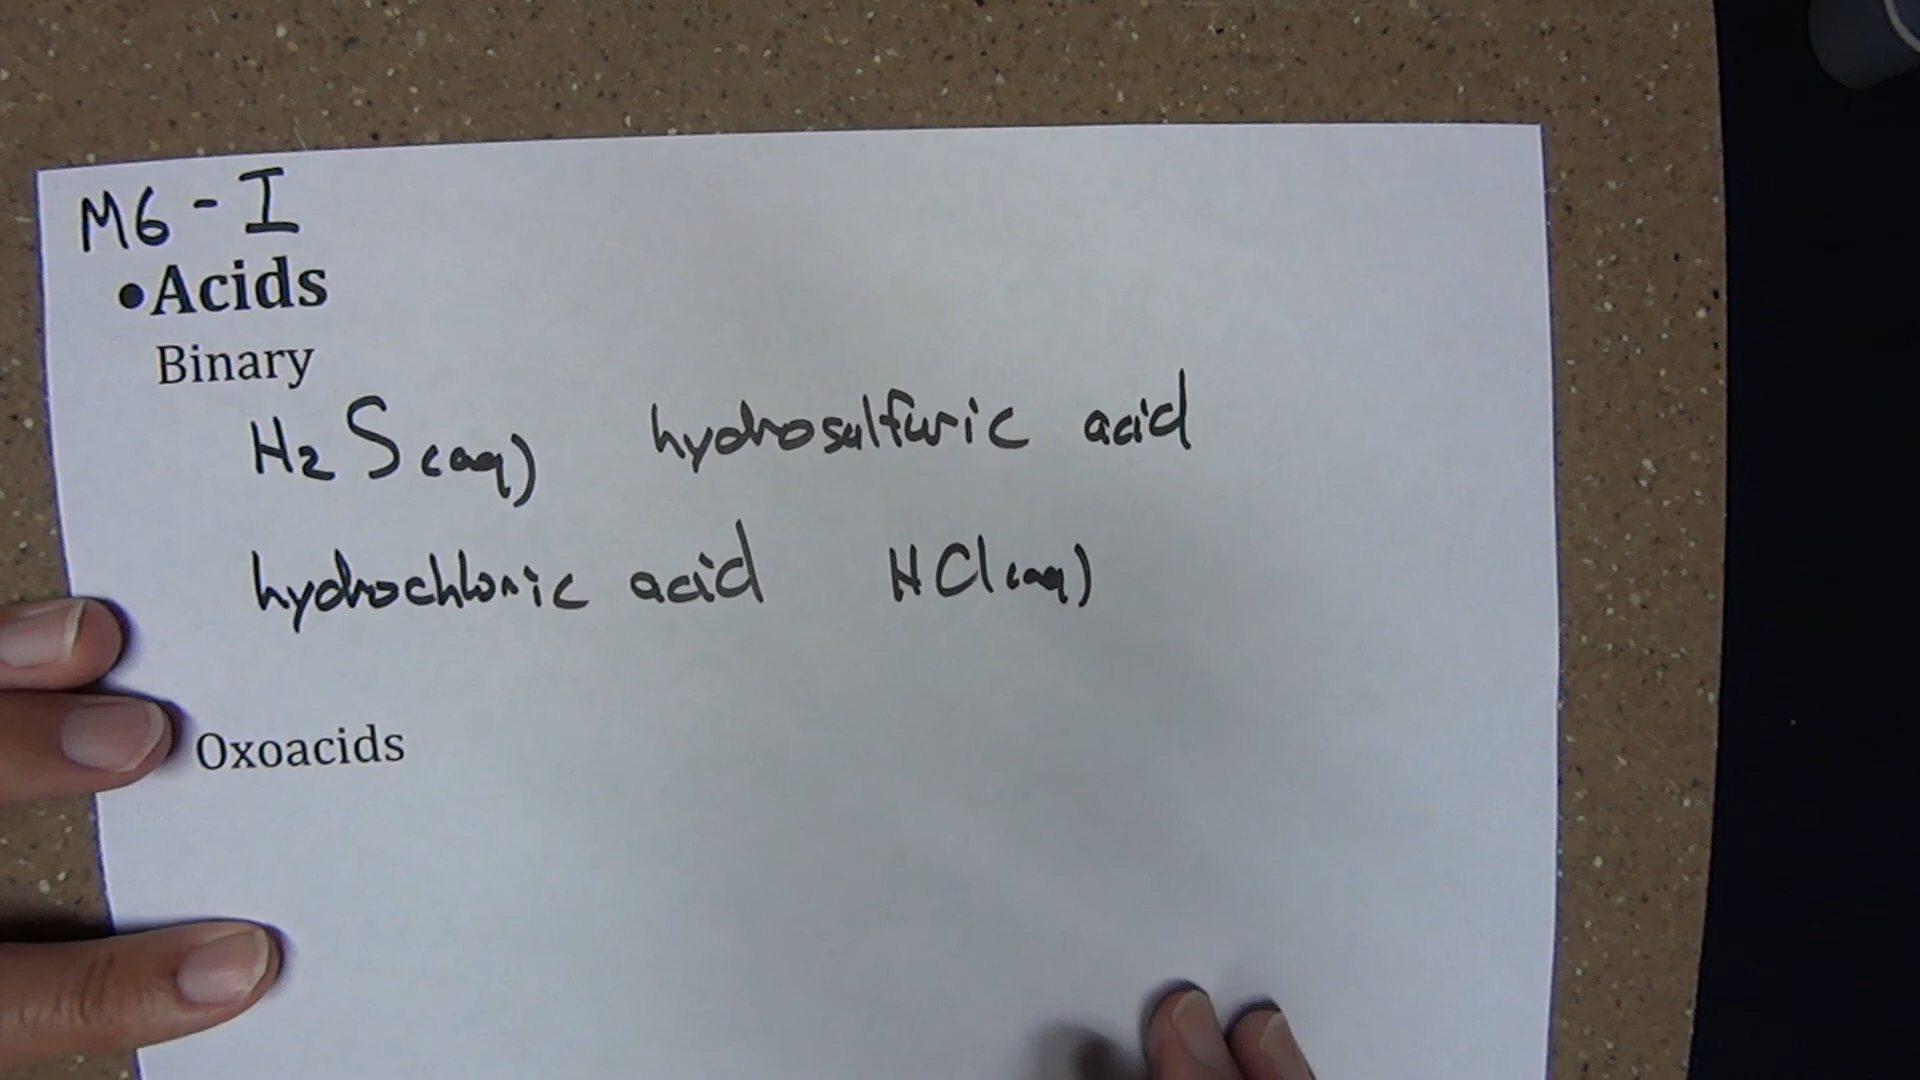 M6 - I
• Acids
Binary
H₂S(aq) hydrosulfuric acid
hydrochloric acid HCl(aq)
Oxoacids